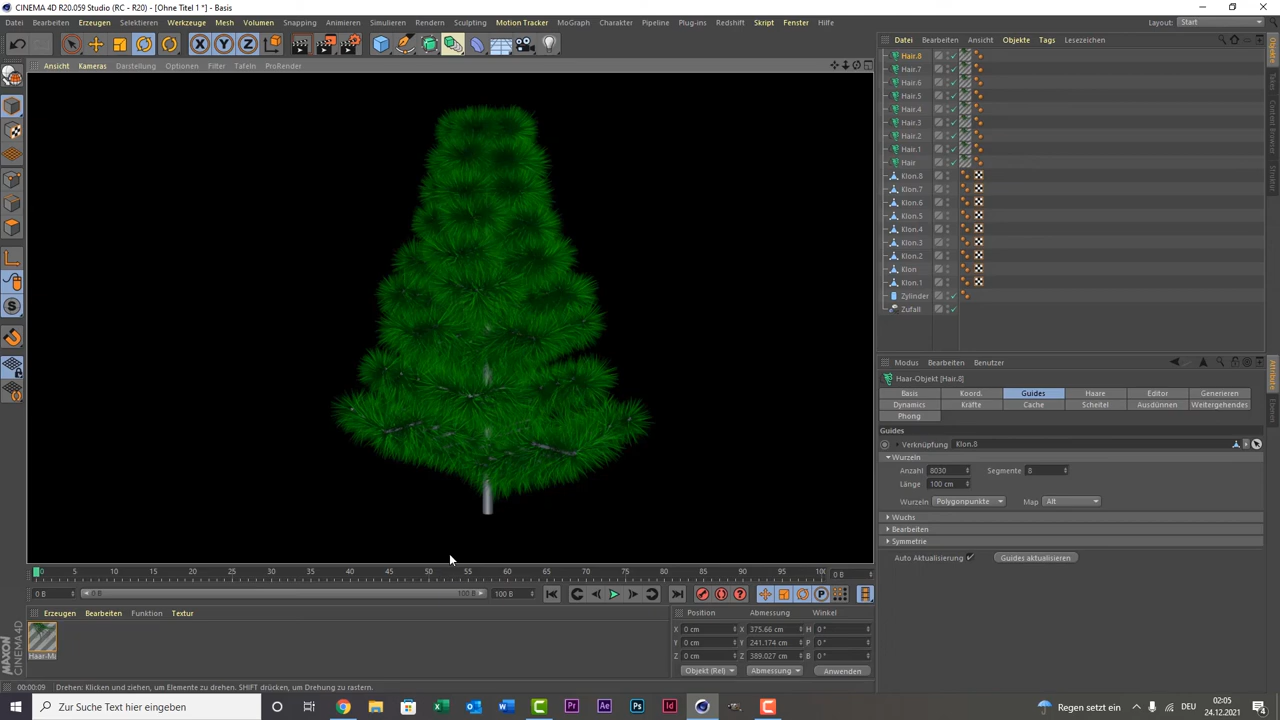 CINEMA 4D R20.059 Studio (RC - R20) - [Ohne Titel 1 *] - Basis
Datei Bearbeiten Erzeugen Selektieren Werkzeuge Mesh Volumen Snapping Animieren Simulieren Rendern Sculpting Motion Tracker MoGraph Charakter Pipeline Plug-ins Redshift Skript Fenster Hilfe Layout: Start
Datei Bearbeiten Ansicht Objekte Tags Lesezeichen
Ansicht Kameras Darstellung Optionen Filter Tafeln ProRender
Hair.8
Hair.7
Hair.6
Hair.5
Hair.4
Hair.3
Hair.2
Hair.1
Hair
Klon.8
Klon.7
Klon.6
Klon.5
Klon.4
Klon.3
Klon.2
Klon
Klon.1
Zylinder
Zufall
Objekte
Takes
Content Browser
Struktur
Modus Bearbeiten Benutzer
Haar-Objekt [Hair.8]
Basis Koord. Guides Haare Editor Generieren
Dynamics Kräfte Cache Scheitel Ausdünnen Weitergehendes
Phong
Guides
Verknüpfung Klon.8
Wurzeln
Anzahl 8030 Segmente 8
Länge 100 cm
Wurzeln Polygonpunkte Map Alt
Wuchs
Bearbeiten
Symmetrie
Auto Aktualisierung Guides aktualisieren
Attribute
0 5 10 15 20 25 30 35 40 45 50 55 60 65 70 75 80 85 90 95 100 0 B
0 B 0 B 100 B 100 B
Erzeugen Bearbeiten Funktion Textur
Haar-Ma
MAXON CINEMA4D
Position Abmessung Winkel
X 0 cm X 375.66 cm H 0 °
Y 0 cm Y 241.174 cm P 0 °
Z 0 cm Z 389.027 cm B 0 °
Objekt (Rel) Abmessung Anwenden
00:00:09 Drehen: Klicken und ziehen, um Elemente zu drehen. SHIFT drücken, um Drehung zu rastern.
Zur Suche Text hier eingeben
Regen setzt ein
DEU
02:05
24.12.2021